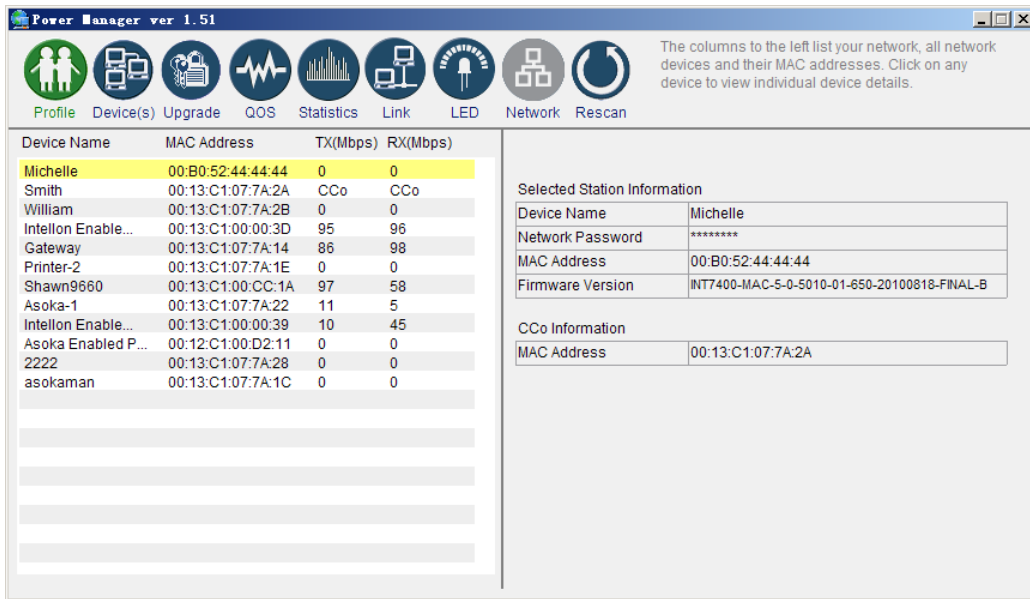 Power Manager ver 1.51
The columns to the left list your network, all network
devices and their MAC addresses. Click on any
device to view individual device details.
Profile Device(s) Upgrade QOS Statistics Link LED Network Rescan
Device Name MAC Address TX(Mbps) RX(Mbps)
Michelle 00:B0:52:44:44:44 0 0
Smith 00:13:C1:07:7A:2A CCo CCo
William 00:13:C1:07:7A:2B 0 0
Intellon Enable... 00:13:C1:00:00:3D 95 96
Gateway 00:13:C1:07:7A:14 86 98
Printer-2 00:13:C1:07:7A:1E 0 0
Shawn9660 00:13:C1:00:CC:1A 97 58
Asoka-1 00:13:C1:07:7A:22 11 5
Intellon Enable... 00:13:C1:00:00:39 10 45
Asoka Enabled P... 00:12:C1:00:D2:11 0 0
2222 00:13:C1:07:7A:28 0 0
asokaman 00:13:C1:07:7A:1C 0 0
Selected Station Information
Device Name Michelle
Network Password ********
MAC Address 00:B0:52:44:44:44
Firmware Version INT7400-MAC-5-0-5010-01-650-20100818-FINAL-B
CCo Information
MAC Address 00:13:C1:07:7A:2A